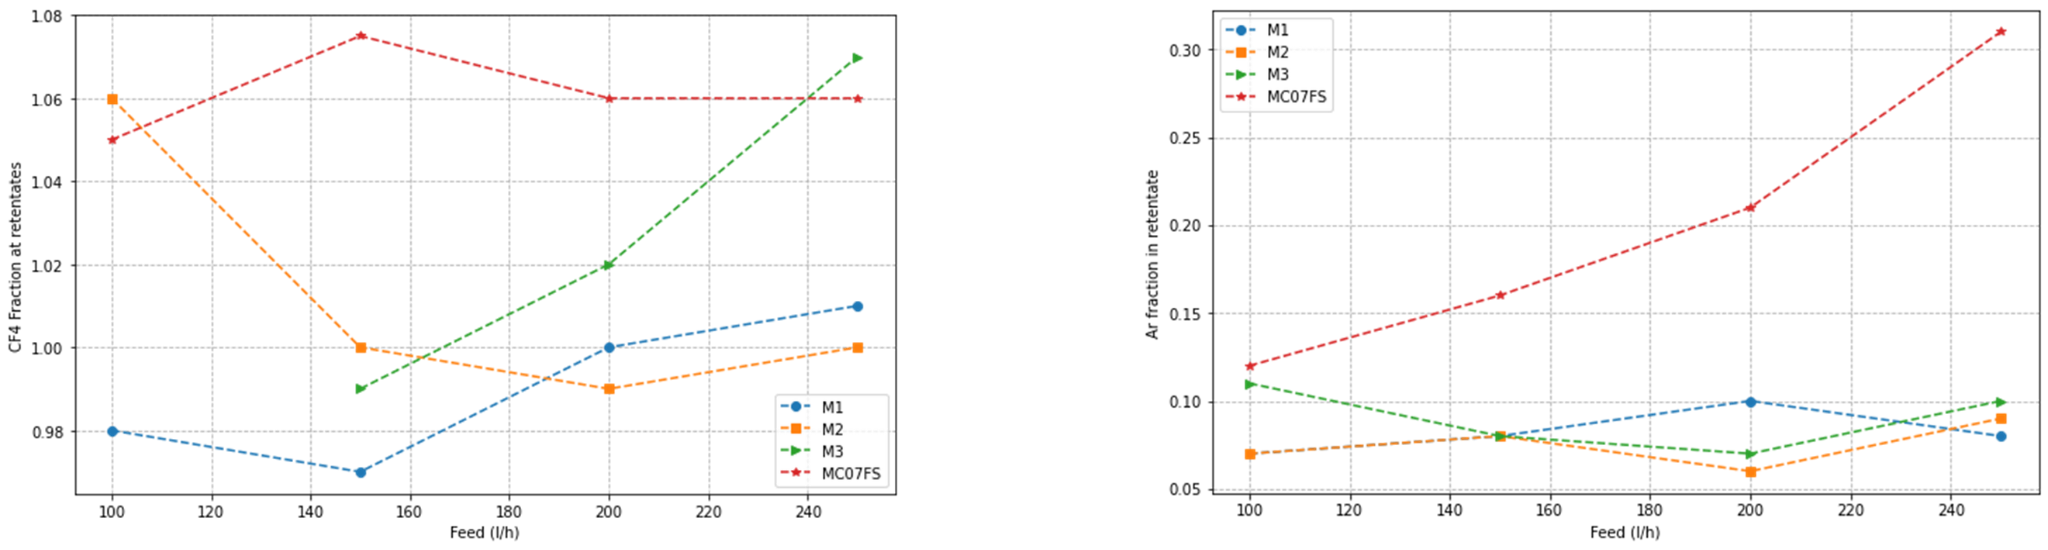 CF4 Fraction at retentates
1.08
1.06
1.04
1.02
1.00
0.98
100 120 140 160 180 200 220 240
Feed (l/h)
M1
M2
M3
MC07FS
Ar fraction in retentate
0.30
0.25
0.20
0.15
0.10
0.05
100 120 140 160 180 200 220 240
Feed (l/h)
M1
M2
M3
MC07FS